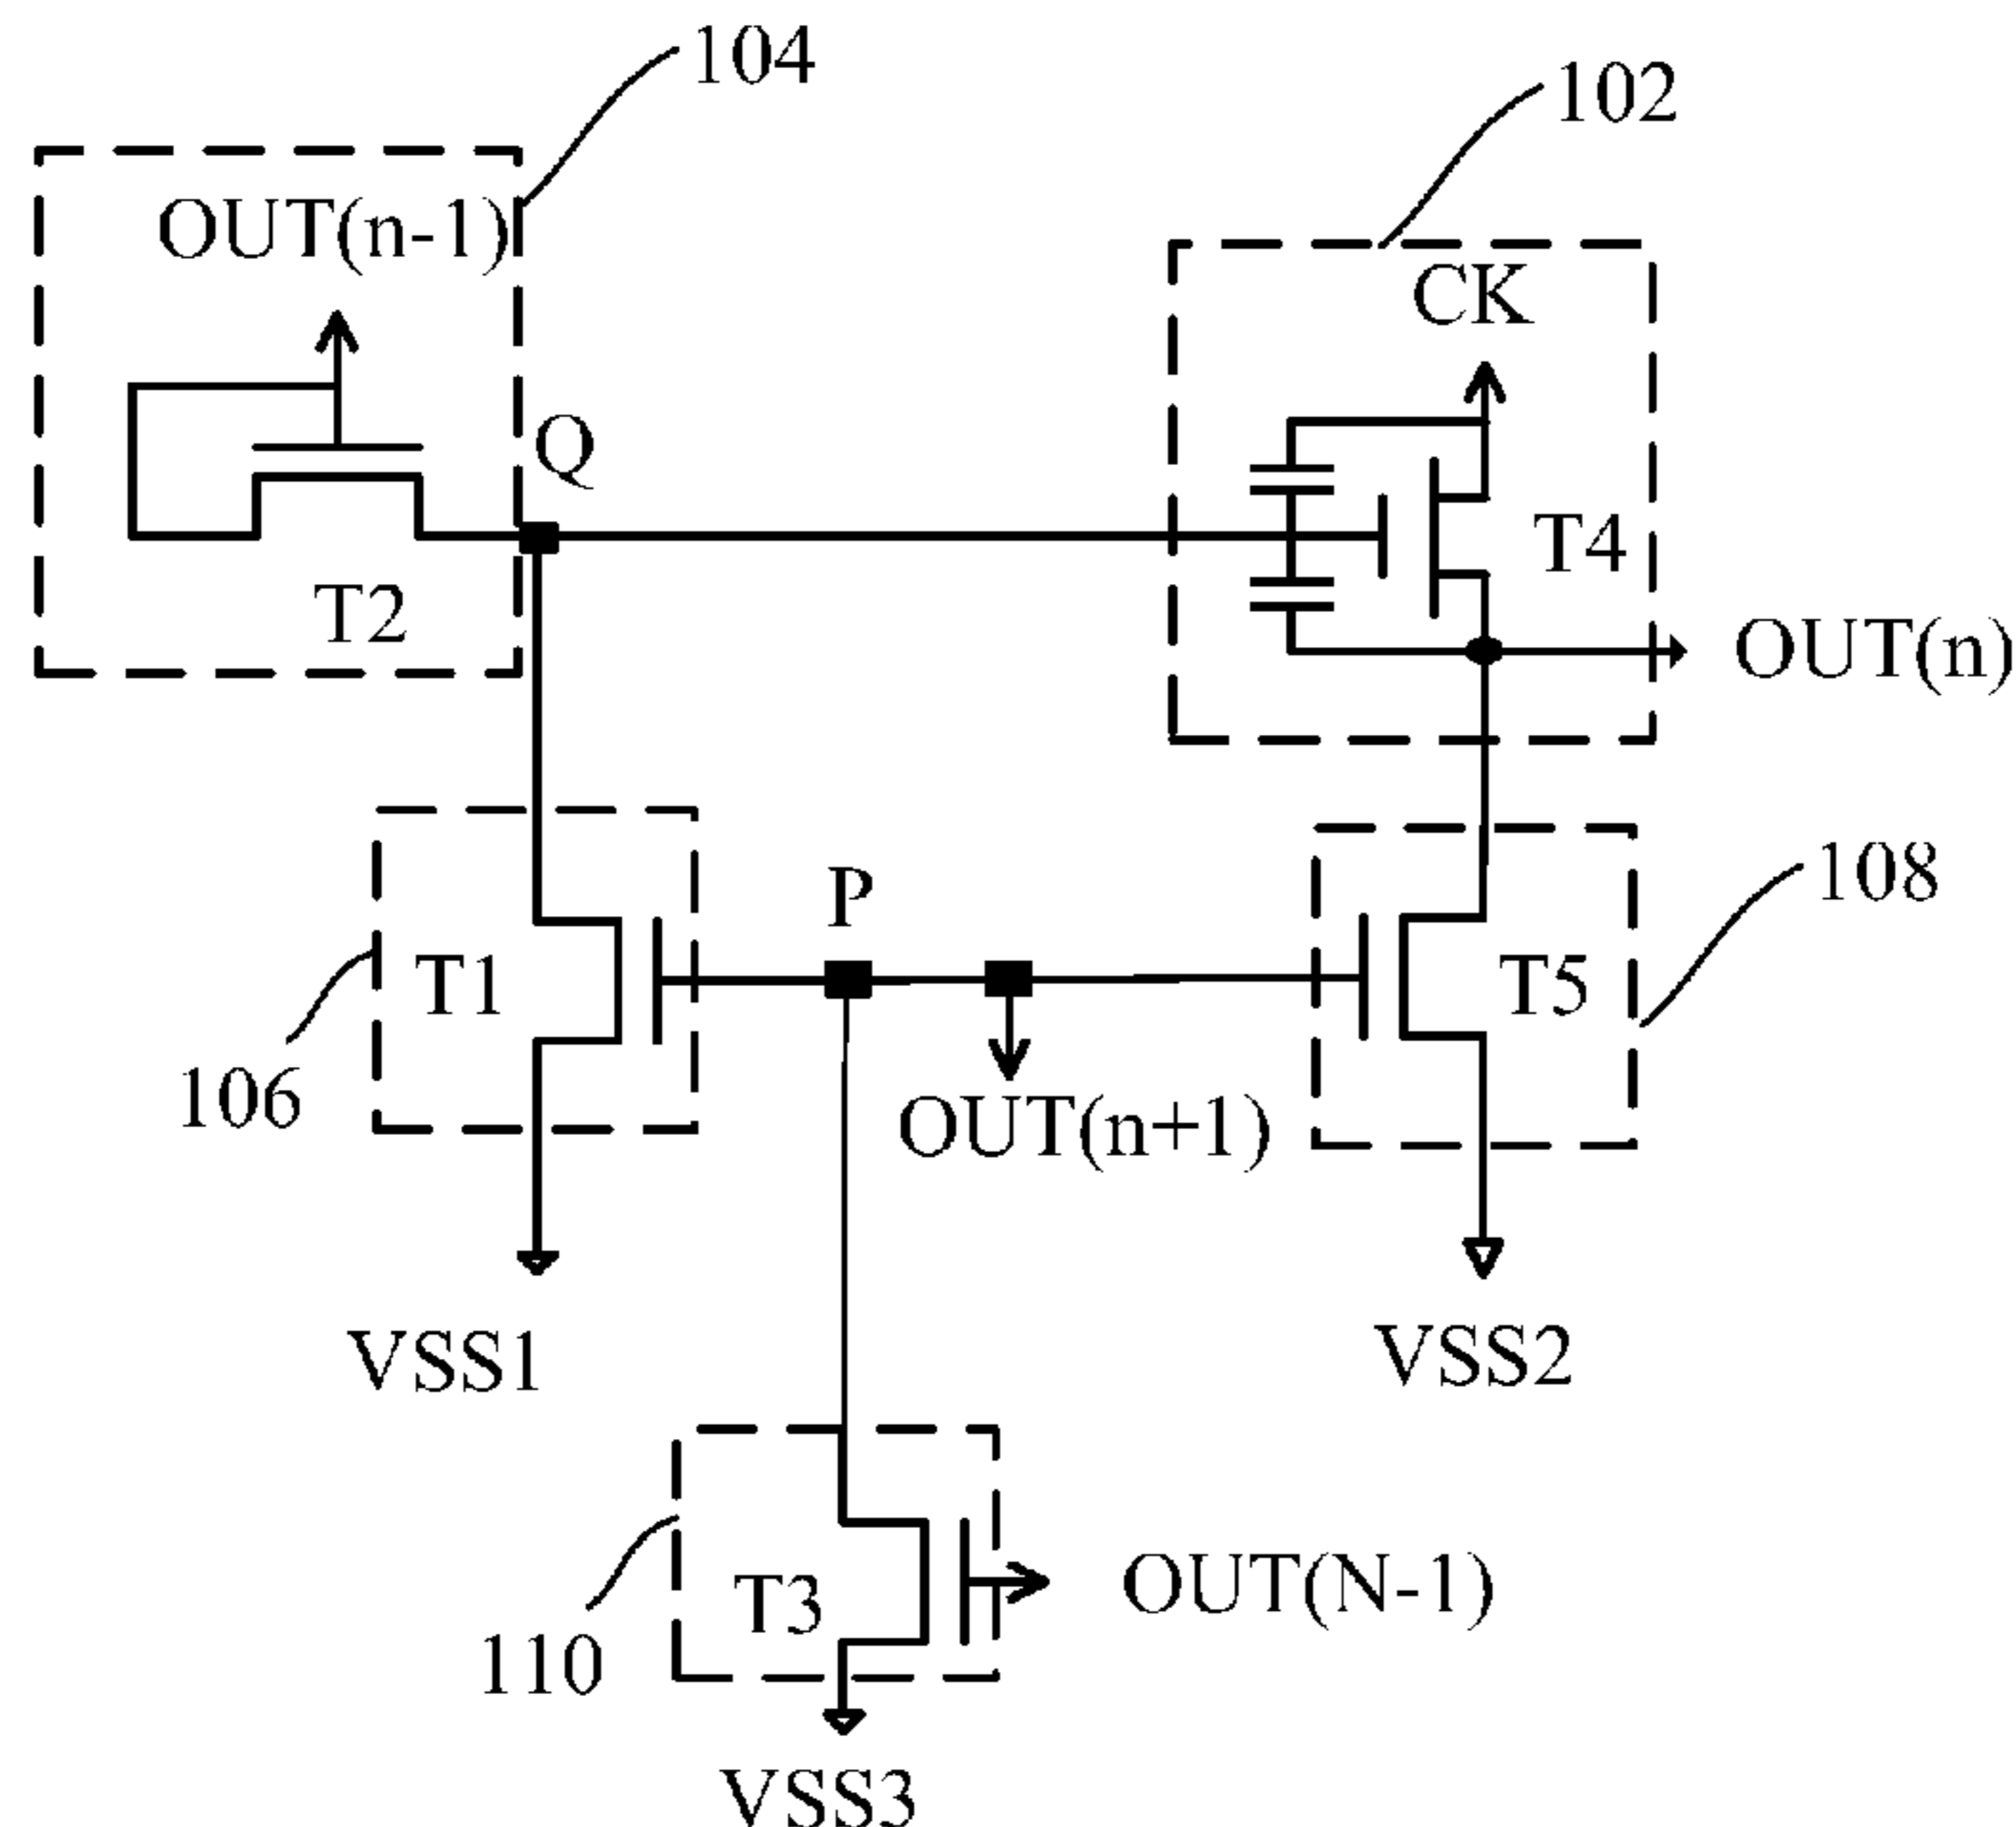 104
102
OUT(n-1)
CK
Q
T4
T2
OUT(n)
P
108
T1
T5
106
OUT(n+1)
VSS1
VSS2
T3
OUT(N-1)
110
VSS3